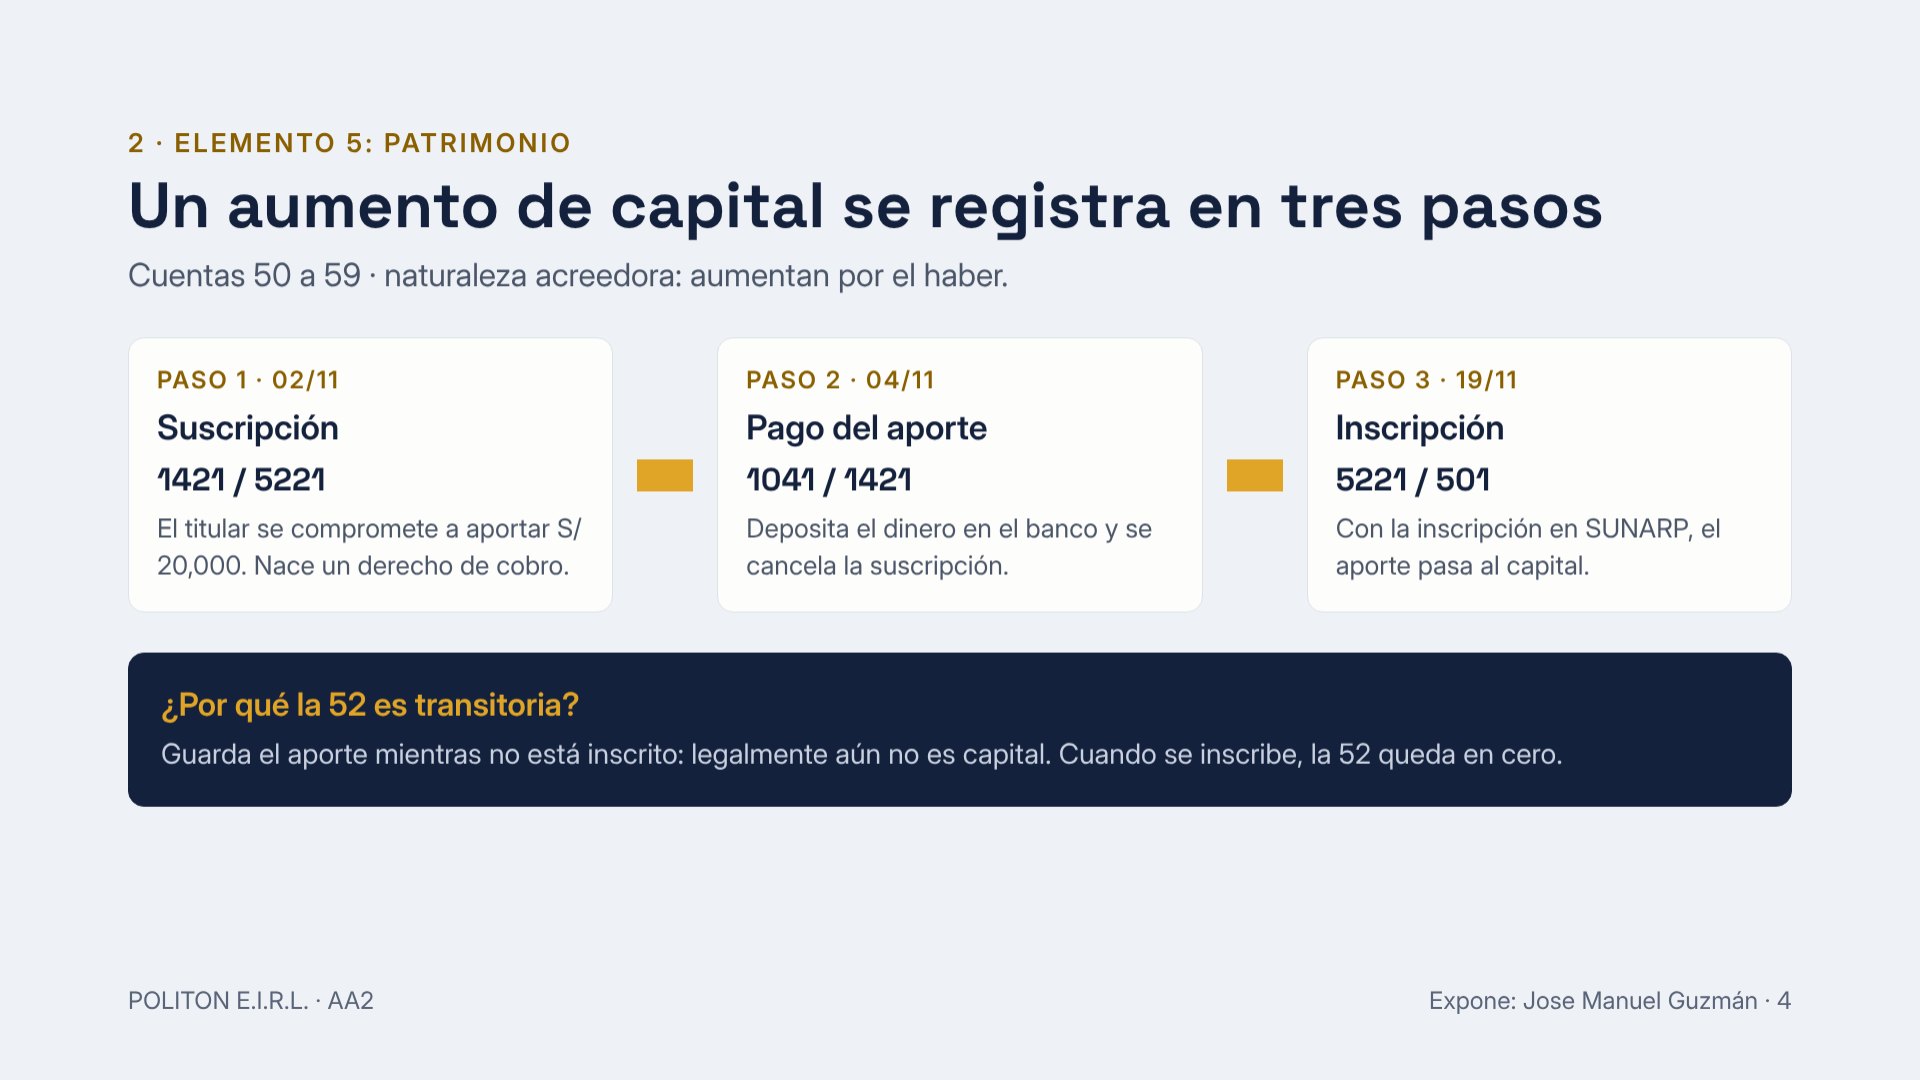 2 · ELEMENTO 5: PATRIMONIO
Un aumento de capital se registra en tres pasos
Cuentas 50 a 59 · naturaleza acreedora: aumentan por el haber.
PASO 1 · 02/11
Suscripción
1421 / 5221
El titular se compromete a aportar S/
20,000. Nace un derecho de cobro.
PASO 2 · 04/11
Pago del aporte
1041 / 1421
Deposita el dinero en el banco y se
cancela la suscripción.
PASO 3 · 19/11
Inscripción
5221 / 501
Con la inscripción en SUNARP, el
aporte pasa al capital.
¿Por qué la 52 es transitoria?
Guarda el aporte mientras no está inscrito: legalmente aún no es capital. Cuando se inscribe, la 52 queda en cero.
POLITON E.I.R.L. · AA2
Expone: Jose Manuel Guzmán · 4